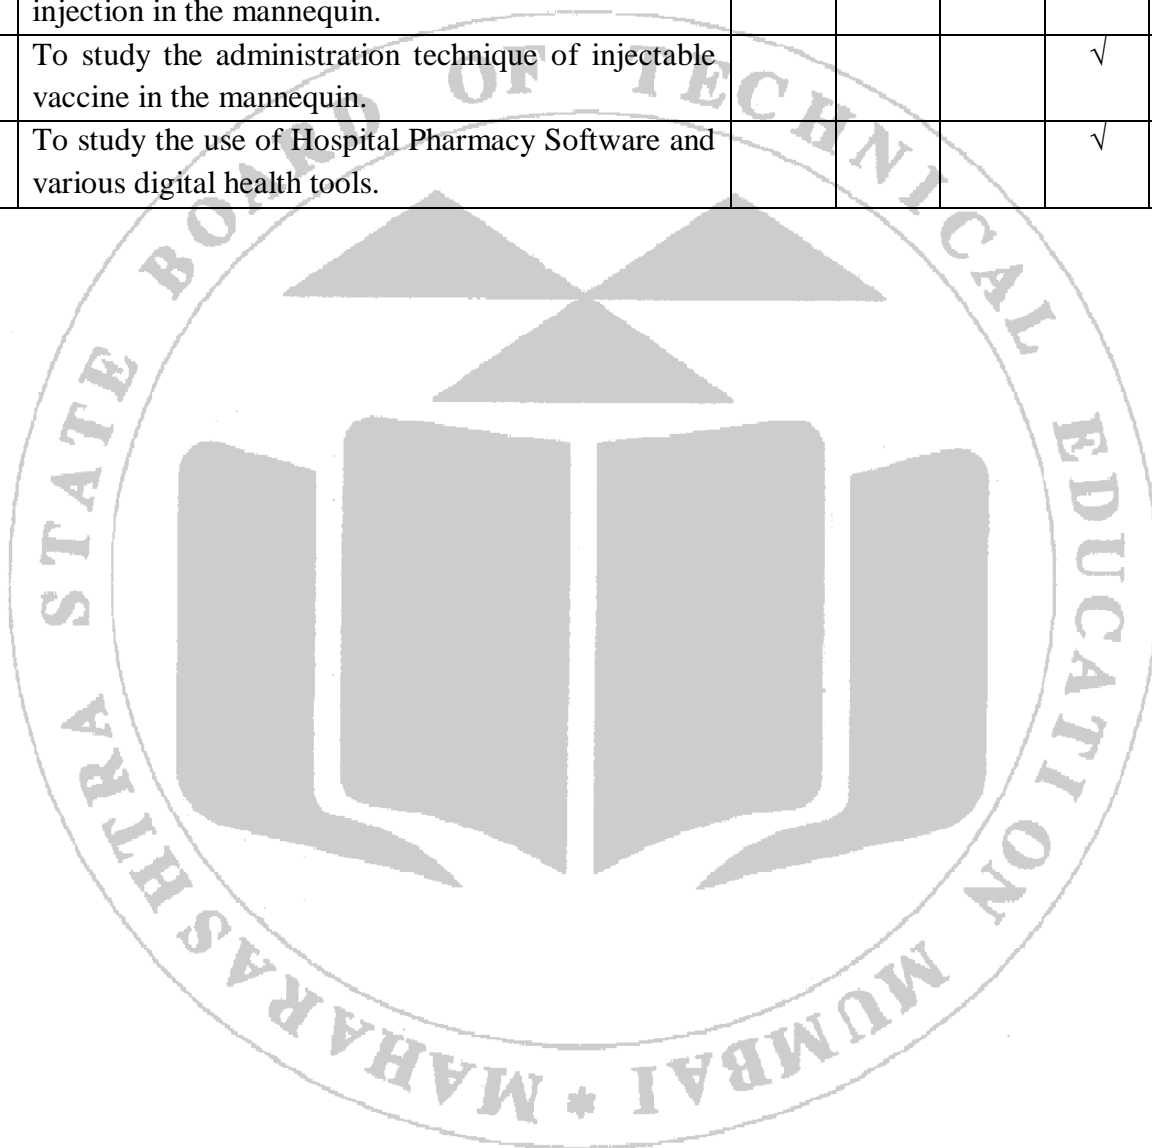 injection in the mannequin.
To study the administration technique of injectable √
vaccine in the mannequin.
To study the use of Hospital Pharmacy Software and √
various digital health tools.
MAHARASHTRA STATE BOARD OF TECHNICAL EDUCATION MUMBAI *